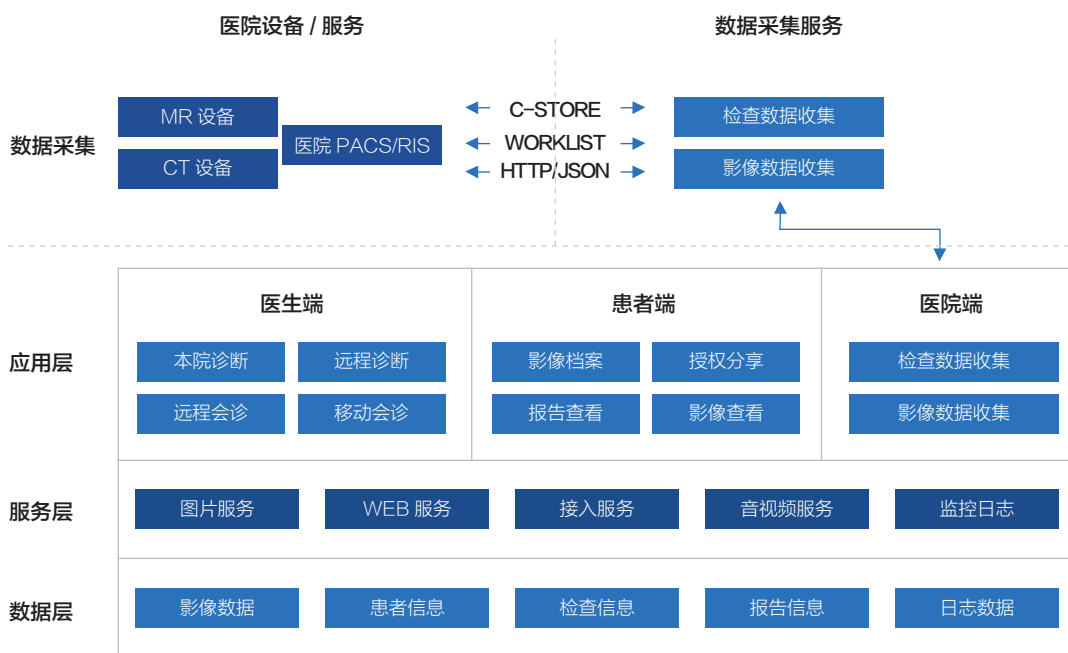 医院设备 / 服务
数据采集服务
数据采集
MR 设备
CT 设备
医院 PACS/RIS
C-STORE
WORKLIST
HTTP/JSON
检查数据收集
影像数据收集
应用层
医生端
患者端
医院端
本院诊断
远程诊断
影像档案
授权分享
检查数据收集
远程会诊
移动会诊
报告查看
影像查看
影像数据收集
服务层
图片服务
WEB 服务
接入服务
音视频服务
监控日志
数据层
影像数据
患者信息
检查信息
报告信息
日志数据